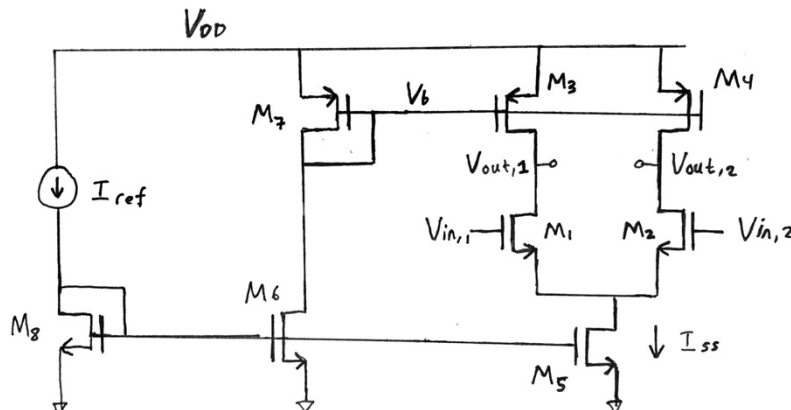 VDD
M7
Vb
M3
M4
Iref
Vout,1
Vout,2
Vin,1
M1
M2
Vin,2
M8
M6
M5
Iss